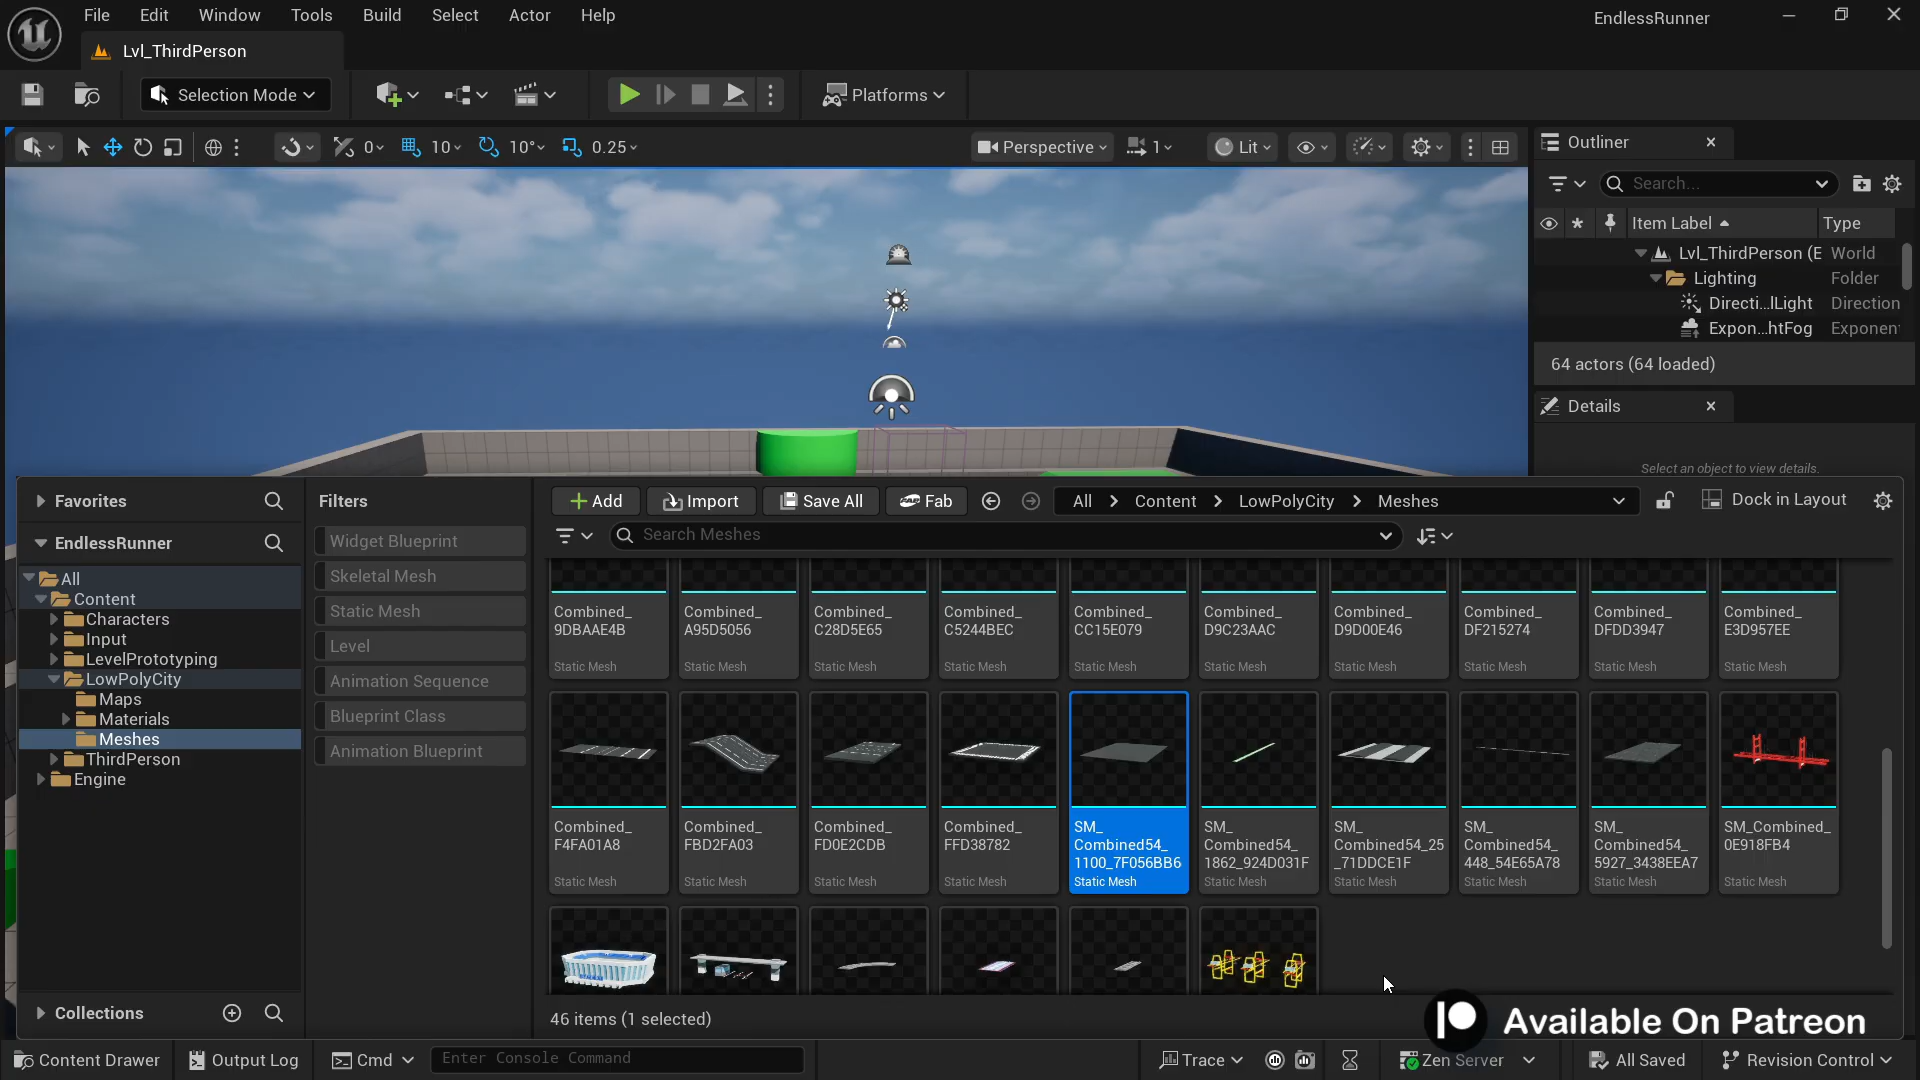 File Edit Window Tools Build Select Actor Help
EndlessRunner
Lvl_ThirdPerson
Selection Mode
Platforms
0 10 10° 0.25
Perspective 1 Lit
Outliner
Search...
Item Label Type
Lvl_ThirdPerson (E World
Lighting Folder
Directi...lLight Direction
Expon...htFog Exponent
64 actors (64 loaded)
Details
Select an object to view details.
Favorites
EndlessRunner
All
Content
Characters
Input
LevelPrototyping
LowPolyCity
Maps
Materials
Meshes
ThirdPerson
Engine
Collections
Filters
Widget Blueprint
Skeletal Mesh
Static Mesh
Level
Animation Sequence
Blueprint Class
Animation Blueprint
Add Import Save All Fab All Content LowPolyCity Meshes Dock in Layout
Search Meshes
Combined_
9DBAAE4B
Static Mesh
Combined_
A95D5056
Static Mesh
Combined_
C28D5E65
Static Mesh
Combined_
C5244BEC
Static Mesh
Combined_
CC15E079
Static Mesh
Combined_
D9C23AAC
Static Mesh
Combined_
D9D00E46
Static Mesh
Combined_
DF215274
Static Mesh
Combined_
DFDD3947
Static Mesh
Combined_
E3D957EE
Static Mesh
Combined_
F4FA01A8
Static Mesh
Combined_
FBD2FA03
Static Mesh
Combined_
FD0E2CDB
Static Mesh
Combined_
FFD38782
Static Mesh
SM_
Combined54_
1100_7F056BB6
Static Mesh
SM_
Combined54_
1862_924D031F
Static Mesh
SM_
Combined54_25
_71DDCE1F
Static Mesh
SM_
Combined54_
448_54E65A78
Static Mesh
SM_
Combined54_
5927_3438EEA7
Static Mesh
SM_Combined_
0E918FB4
Static Mesh
46 items (1 selected)
Available On Patreon
Content Drawer Output Log Cmd Enter Console Command Trace Zen Server All Saved Revision Control